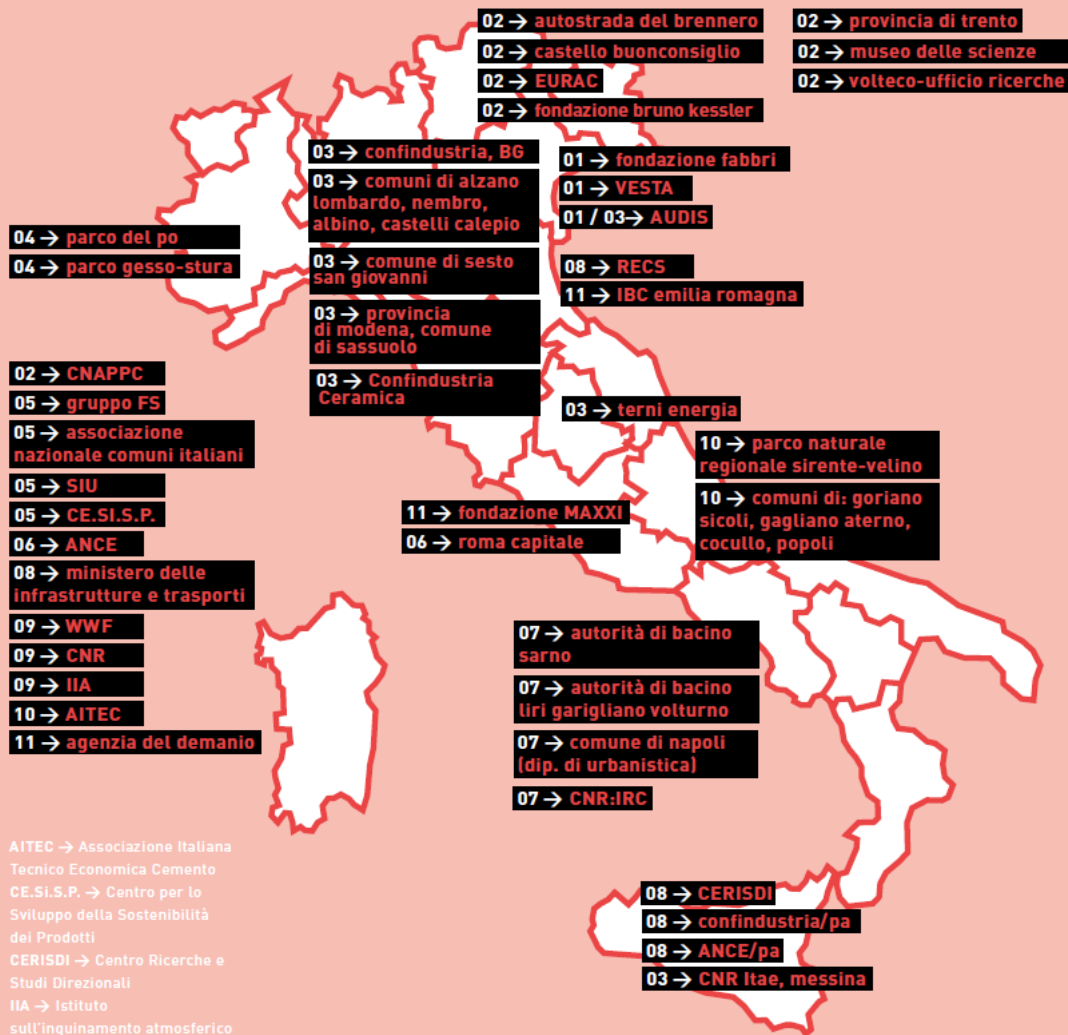 02 → autostrada del brennero
02 → castello buonconsiglio
02 → EURAC
02 → fondazione bruno kessler
02 → provincia di trento
02 → museo delle scienze
02 → volteco-ufficio ricerche
03 → confindustria, BG
03 → comuni di alzano
lombardo, nembro,
albino, castelli calepio
03 → comune di sesto
san giovanni
03 → provincia
di modena, comune
di sassuolo
03 → Confindustria
Ceramica
01 → fondazione fabbri
01 → VESTA
01 / 03→ AUDIS
08 → RECS
11 → IBC emilia romagna
04 → parco del po
04 → parco gesso-stura
02 → CNAPPC
05 → gruppo FS
05 → associazione
nazionale comuni italiani
05 → SIU
05 → CE.SI.S.P.
06 → ANCE
08 → ministero delle
infrastrutture e trasporti
09 → WWF
09 → CNR
09 → IIA
10 → AITEC
11 → agenzia del demanio
03 → terni energia
10 → parco naturale
regionale sirente-velino
10 → comuni di: goriano
sicoli, gagliano aterno,
cocullo, popoli
11 → fondazione MAXXI
06 → roma capitale
07 → autorità di bacino
sarno
07 → autorità di bacino
liri garigliano volturno
07 → comune di napoli
(dip. di urbanistica)
07 → CNR:IRC
08 → CERISDI
08 → confindustria/pa
08 → ANCE/pa
03 → CNR Itae, messina
AITEC → Associazione Italiana
Tecnico Economica Cemento
CE.Si.S.P. → Centro per lo
Sviluppo della Sostenibilità
dei Prodotti
CERISDI → Centro Ricerche e
Studi Direzionali
IIA → Istituto
sull'inquinamento atmosferico